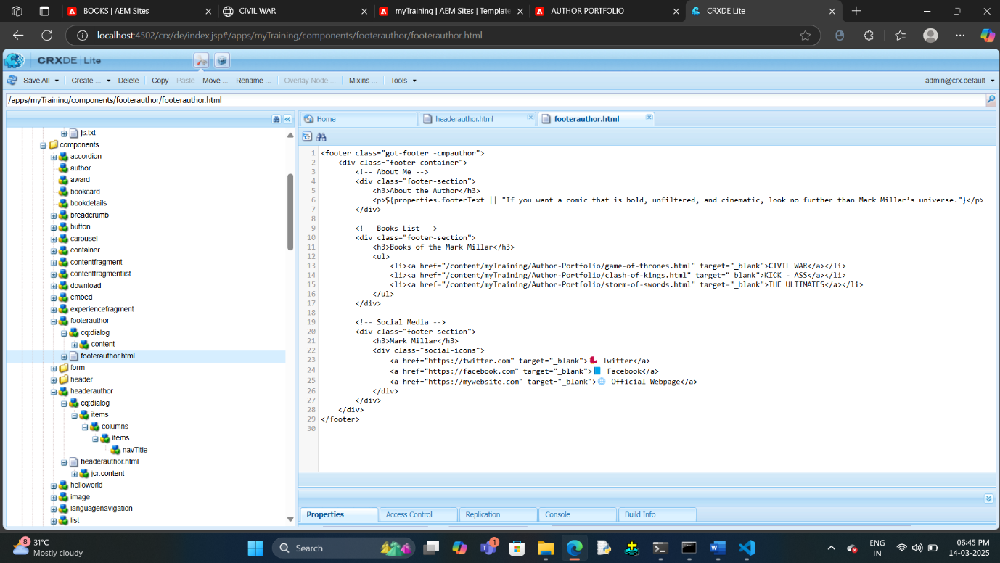 BOOKS | AEM Sites
CIVIL WAR
myTraining | AEM Sites | Template
AUTHOR PORTFOLIO
CRXDE Lite
localhost:4502/crx/de/index.jsp#/apps/myTraining/components/footerauthor/footerauthor.html
CRXDE | Lite
Save All
Create ...
Delete
Copy
Paste
Move ...
Rename ...
Overlay Node ...
Mixins ...
Tools
admin@crx.default
/apps/myTraining/components/footerauthor/footerauthor.html
js.txt
components
accordion
author
award
bookcard
bookdetails
breadcrumb
button
carousel
container
contentfragment
contentfragmentlist
download
embed
experiencefragment
footerauthor
cq:dialog
content
footerauthor.html
form
header
headerauthor
cq:dialog
items
columns
items
navTitle
headerauthor.html
jcr:content
helloworld
image
languagenavigation
list
Home
headerauthor.html
footerauthor.html
1 <footer class="got-footer -cmpauthor">
2 <div class="footer-container">
3 <!-- About Me -->
4 <div class="footer-section">
5 <h3>About the Author</h3>
6 <p>${properties.footerText || "If you want a comic that is bold, unfiltered, and cinematic, look no further than Mark Millar’s universe."}</p>
7 </div>
8
9 <!-- Books List -->
10 <div class="footer-section">
11 <h3>Books of the Mark Millar</h3>
12 <ul>
13 <li><a href="/content/myTraining/Author-Portfolio/game-of-thrones.html" target="_blank">CIVIL WAR</a></li>
14 <li><a href="/content/myTraining/Author-Portfolio/clash-of-kings.html" target="_blank">KICK - ASS</a></li>
15 <li><a href="/content/myTraining/Author-Portfolio/storm-of-swords.html" target="_blank">THE ULTIMATES</a></li>
16 </ul>
17 </div>
18
19 <!-- Social Media -->
20 <div class="footer-section">
21 <h3>Mark Millar</h3>
22 <div class="social-icons">
23 <a href="https://twitter.com" target="_blank"> Twitter</a>
24 <a href="https://facebook.com" target="_blank">📘 Facebook</a>
25 <a href="https://mywebsite.com" target="_blank">🌐 Official Webpage</a>
26 </div>
27 </div>
28 </div>
29 </footer>
30
Properties
Access Control
Replication
Console
Build Info
8
31°C
Mostly cloudy
Search
1
ENG
IN
06:45 PM
14-03-2025